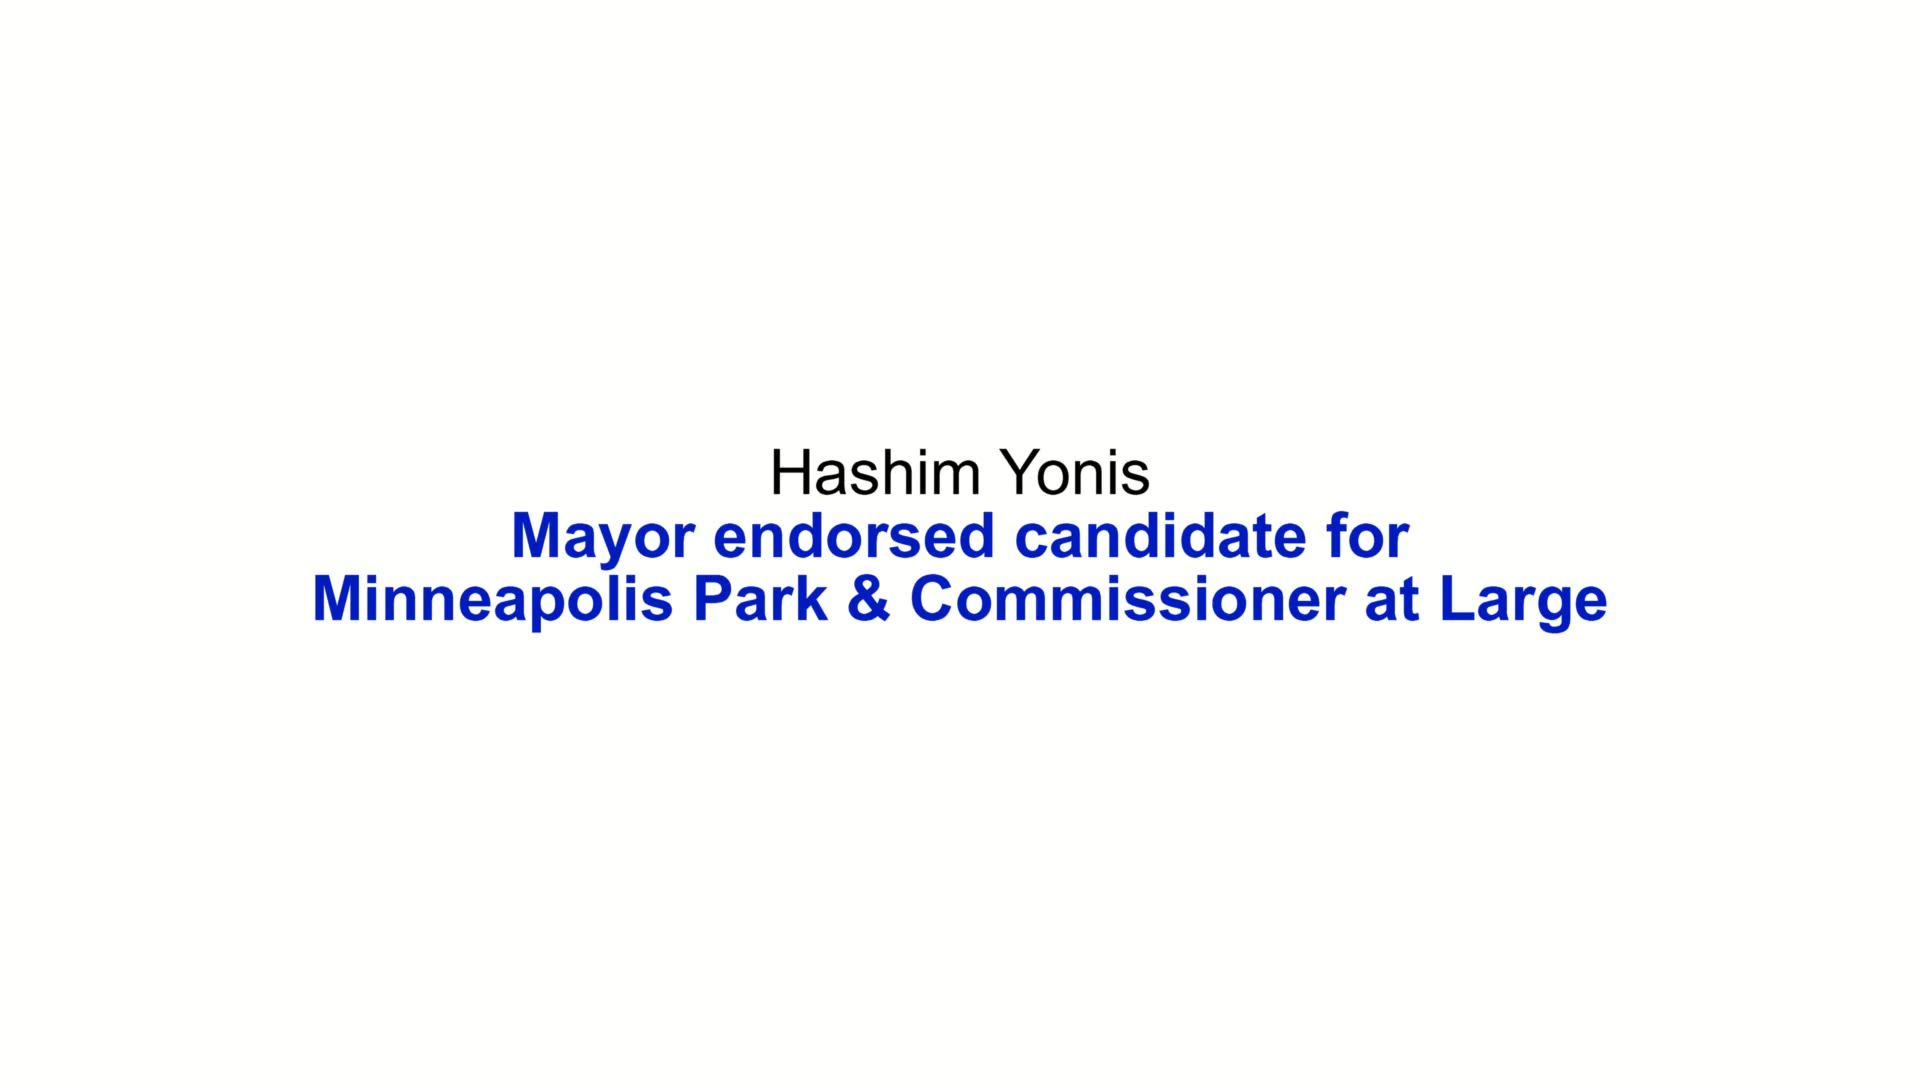 Hashim Yonis
Mayor endorsed candidate for
Minneapolis Park & Commissioner at Large